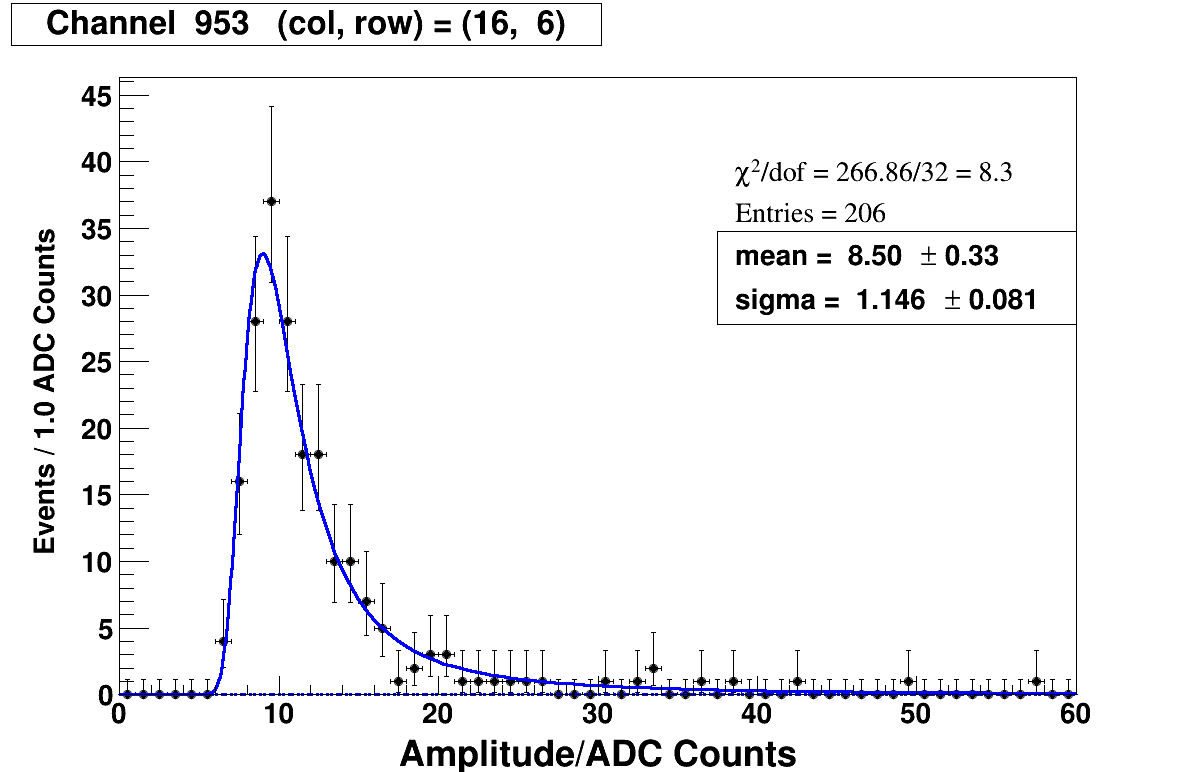 Channel 953 (col, row) = (16, 6)
45
40
35
30
25
20
15
10
5
0
Events / 1.0 ADC Counts
χ²/dof = 266.86/32 = 8.3
Entries = 206
mean = 8.50 ± 0.33
sigma = 1.146 ± 0.081
0 10 20 30 40 50 60
Amplitude/ADC Counts